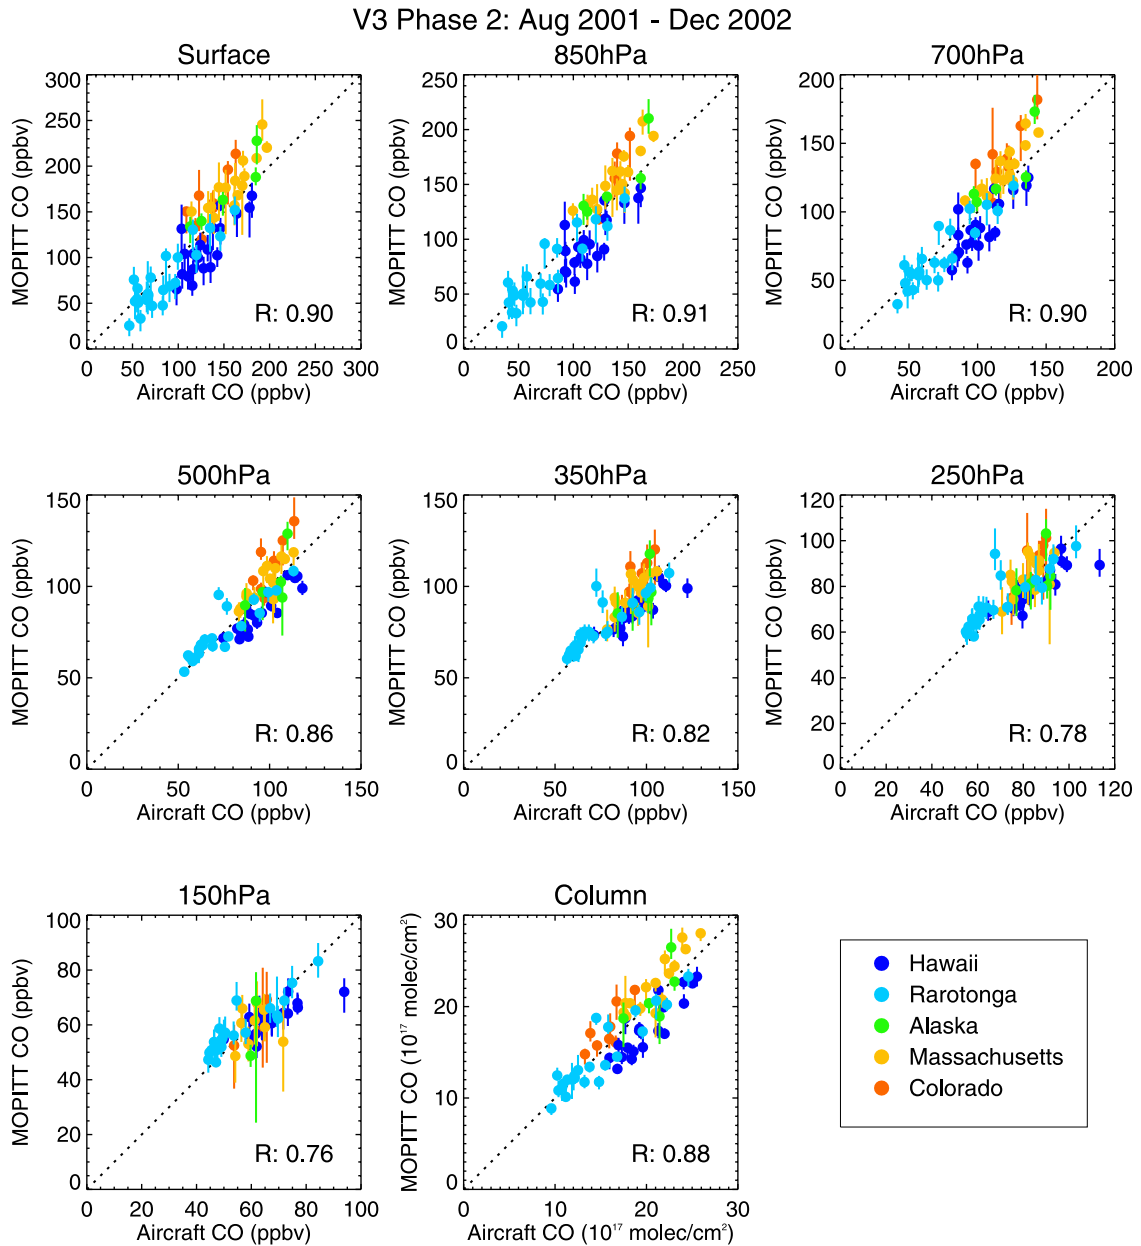 V3 Phase 2: Aug 2001 - Dec 2002
Surface
MOPITT CO (ppbv)
300
250
200
150
100
50
0
0 50 100 150 200 250 300
Aircraft CO (ppbv)
R: 0.90
850hPa
MOPITT CO (ppbv)
250
200
150
100
50
0
0 50 100 150 200 250
Aircraft CO (ppbv)
R: 0.91
700hPa
MOPITT CO (ppbv)
200
150
100
50
0
0 50 100 150 200
Aircraft CO (ppbv)
R: 0.90
500hPa
MOPITT CO (ppbv)
150
100
50
0
0 50 100 150
Aircraft CO (ppbv)
R: 0.86
350hPa
MOPITT CO (ppbv)
150
100
50
0
0 50 100 150
Aircraft CO (ppbv)
R: 0.82
250hPa
MOPITT CO (ppbv)
120
100
80
60
40
20
0
0 20 40 60 80 100 120
Aircraft CO (ppbv)
R: 0.78
150hPa
MOPITT CO (ppbv)
100
80
60
40
20
0
0 20 40 60 80 100
Aircraft CO (ppbv)
R: 0.76
Column
MOPITT CO (10¹⁷ molec/cm²)
30
20
10
0
0 10 20 30
Aircraft CO (10¹⁷ molec/cm²)
R: 0.88
Hawaii
Rarotonga
Alaska
Massachusetts
Colorado